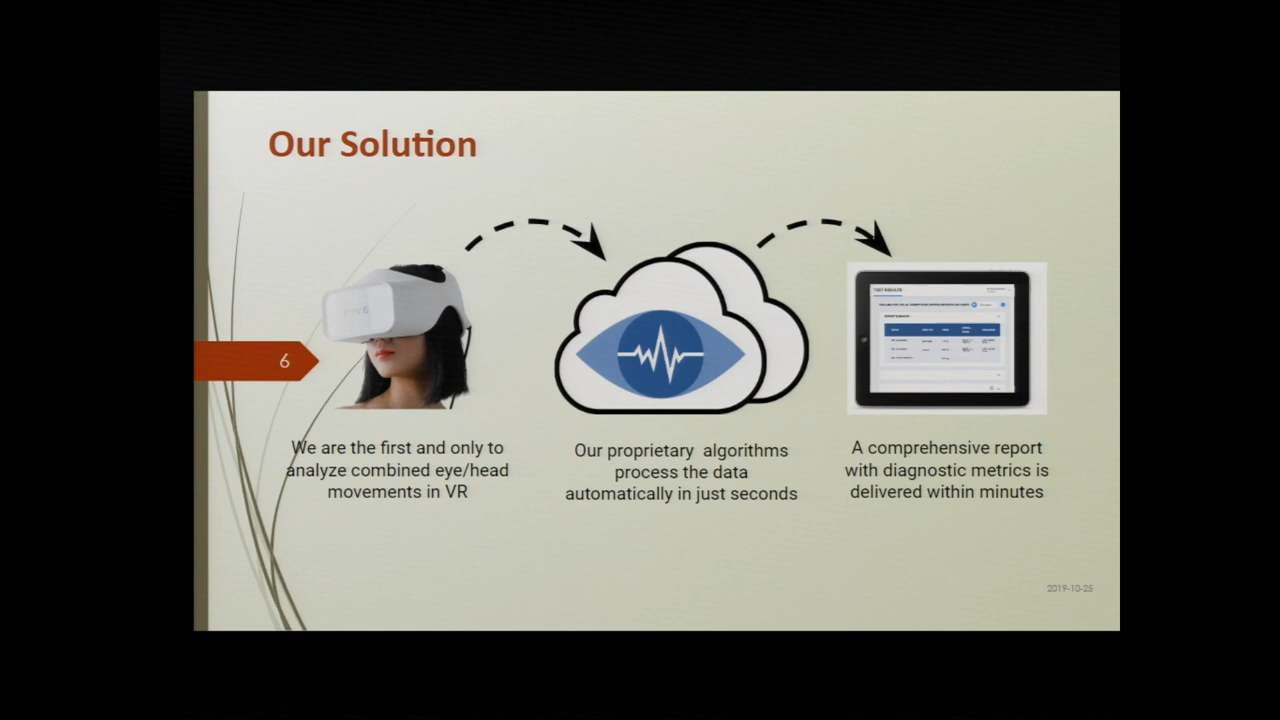 Our Solution
6
We are the first and only to
analyze combined eye/head
movements in VR
Our proprietary algorithms
process the data
automatically in just seconds
TEST RESULTS
A comprehensive report
with diagnostic metrics is
delivered within minutes
2019-10-25